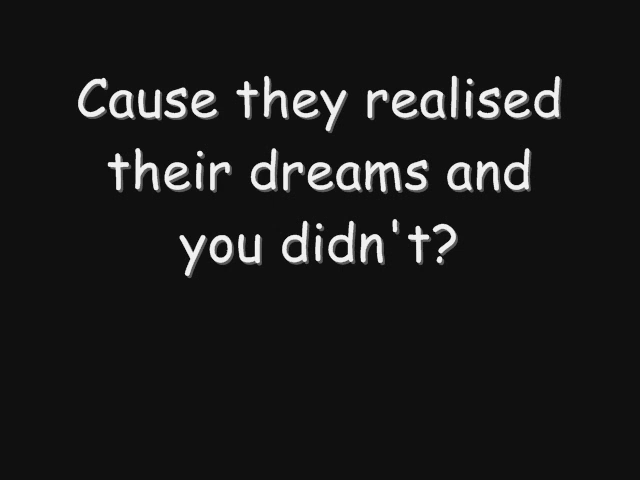 Cause they realised
their dreams and
you didn't?